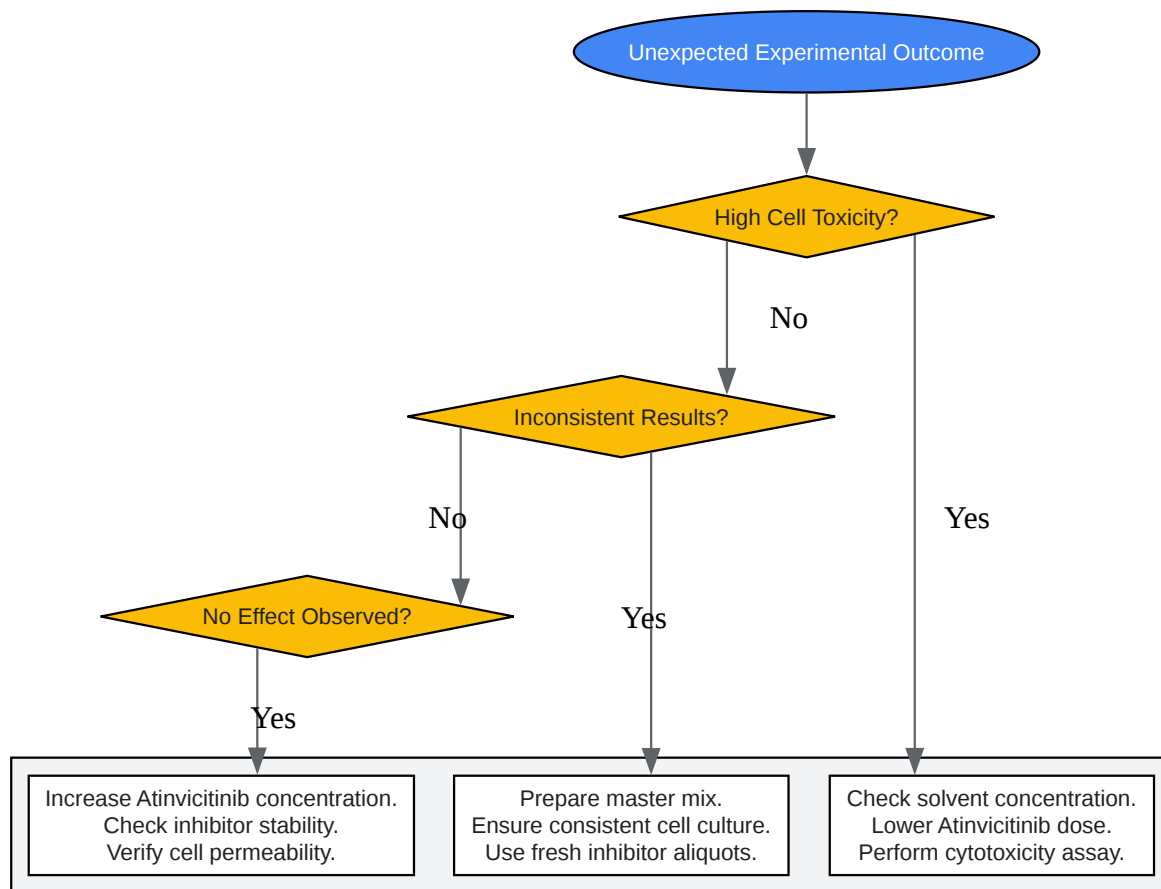 Unexpected Experimental Outcome
High Cell Toxicity?
No
Inconsistent Results?
No
Yes
No Effect Observed?
Yes
Yes
Increase Atinvicitinib concentration.
Check inhibitor stability.
Verify cell permeability.
Prepare master mix.
Ensure consistent cell culture.
Use fresh inhibitor aliquots.
Check solvent concentration.
Lower Atinvicitinib dose.
Perform cytotoxicity assay.